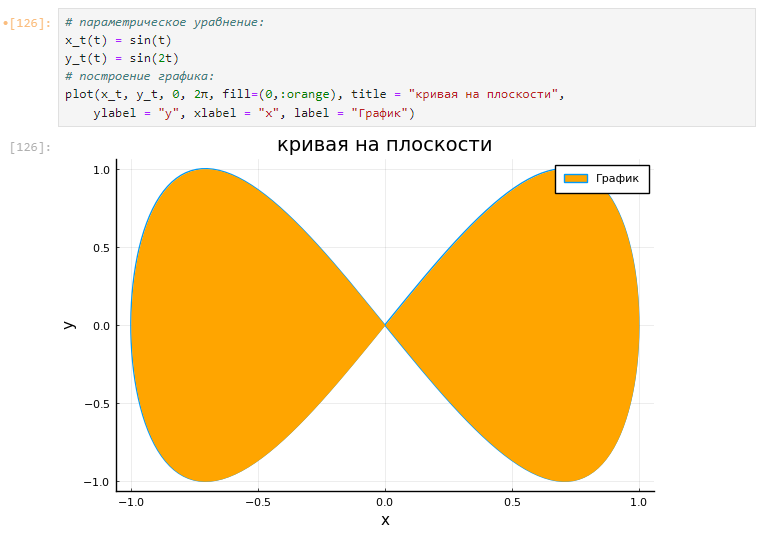 [126]:
# параметрическое уравнение:
x_t(t) = sin(t)
y_t(t) = sin(2t)
# построение графика:
plot(x_t, y_t, 0, 2π, fill=(0,:orange), title = "кривая на плоскости",
ylabel = "y", xlabel = "x", label = "График")
[126]:
кривая на плоскости
График
1.0
0.5
0.0
−0.5
−1.0
y
−1.0 −0.5 0.0 0.5 1.0
x